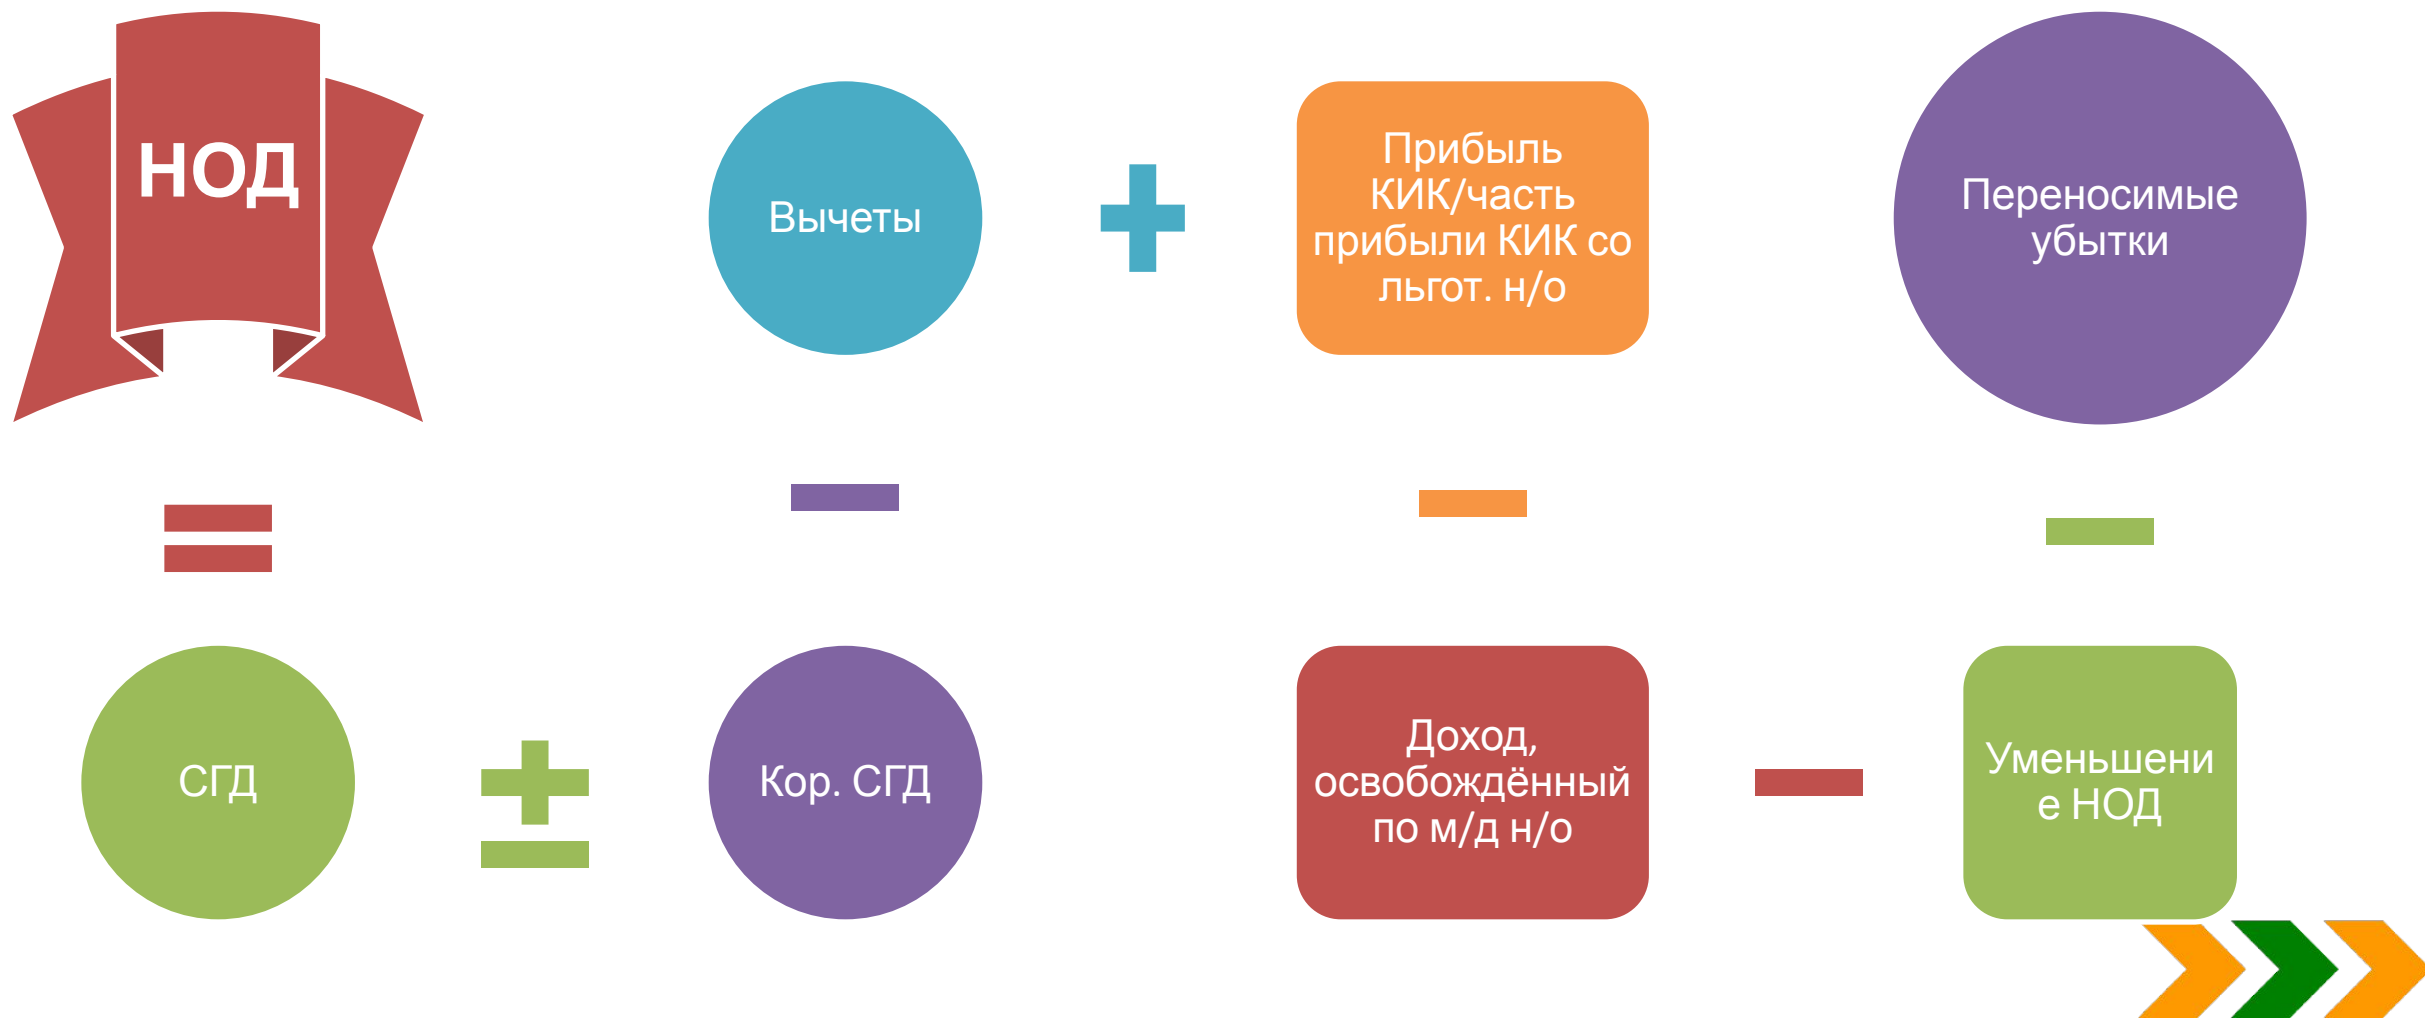 НОД
Вычеты
Прибыль
КИК/часть
прибыли КИК со
льгот. н/о
Переносимые
убытки
СГД
Кор. СГД
Доход,
освобождённый
по м/д н/о
Уменьшени
е НОД